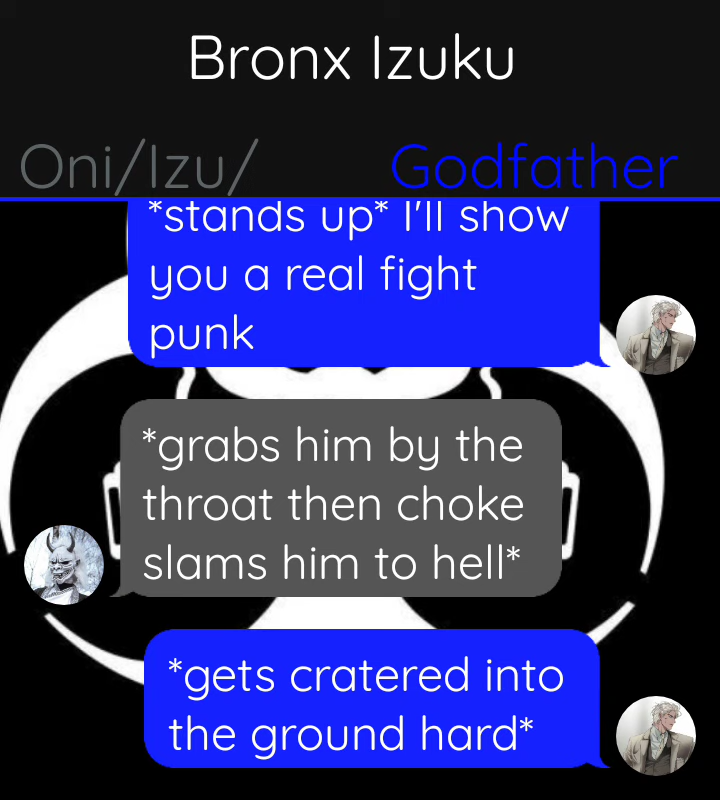 Bronx Izuku
Oni/Izu/
Godfather
*stands up* I'll show
you a real fight
punk
*grabs him by the
throat then choke
slams him to hell*
*gets cratered into
the ground hard*